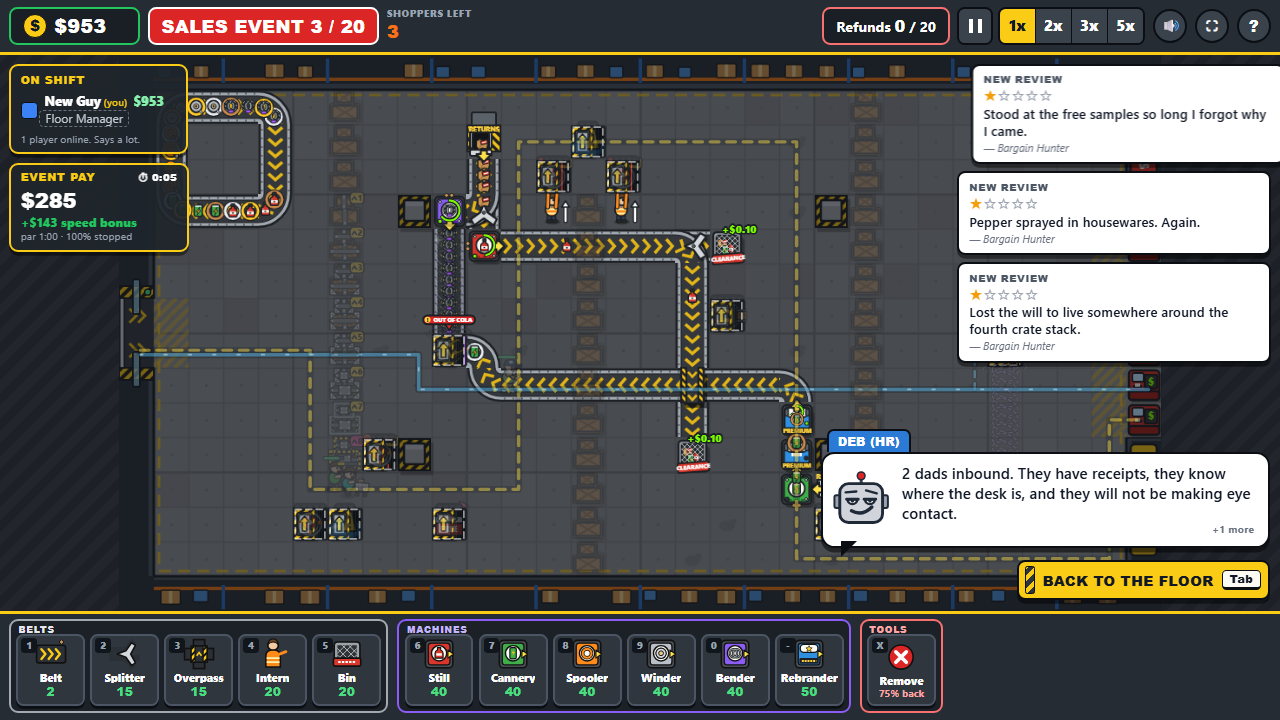 $953
SALES EVENT 3 / 20
SHOPPERS LEFT
3
Refunds 0 / 20
1x
2x
3x
5x
?
ON SHIFT
New Guy (you) $953
Floor Manager
1 player online. Says a lot.
EVENT PAY
0:05
$285
+$143 speed bonus
par 1:00 · 100% stopped
NEW REVIEW
Stood at the free samples so long I forgot why
I came.
— Bargain Hunter
NEW REVIEW
Pepper sprayed in housewares. Again.
— Bargain Hunter
NEW REVIEW
Lost the will to live somewhere around the
fourth crate stack.
— Bargain Hunter
RETURNS
A1
A2
A3
A4
A5
A6
A7
+$0.10
CLEARANCE
OUT OF COLA
+$0.10
CLEARANCE
PREMIUM
PREMIUM
DEB (HR)
2 dads inbound. They have receipts, they know
where the desk is, and they will not be making eye
contact.
+1 more
BACK TO THE FLOOR Tab
BELTS
1
Belt
2
2
Splitter
15
3
Overpass
15
4
Intern
20
5
Bin
20
MACHINES
6
Still
40
7
Cannery
40
8
Spooler
40
9
Winder
40
0
Bender
40
-
Rebrander
50
TOOLS
X
Remove
75% back